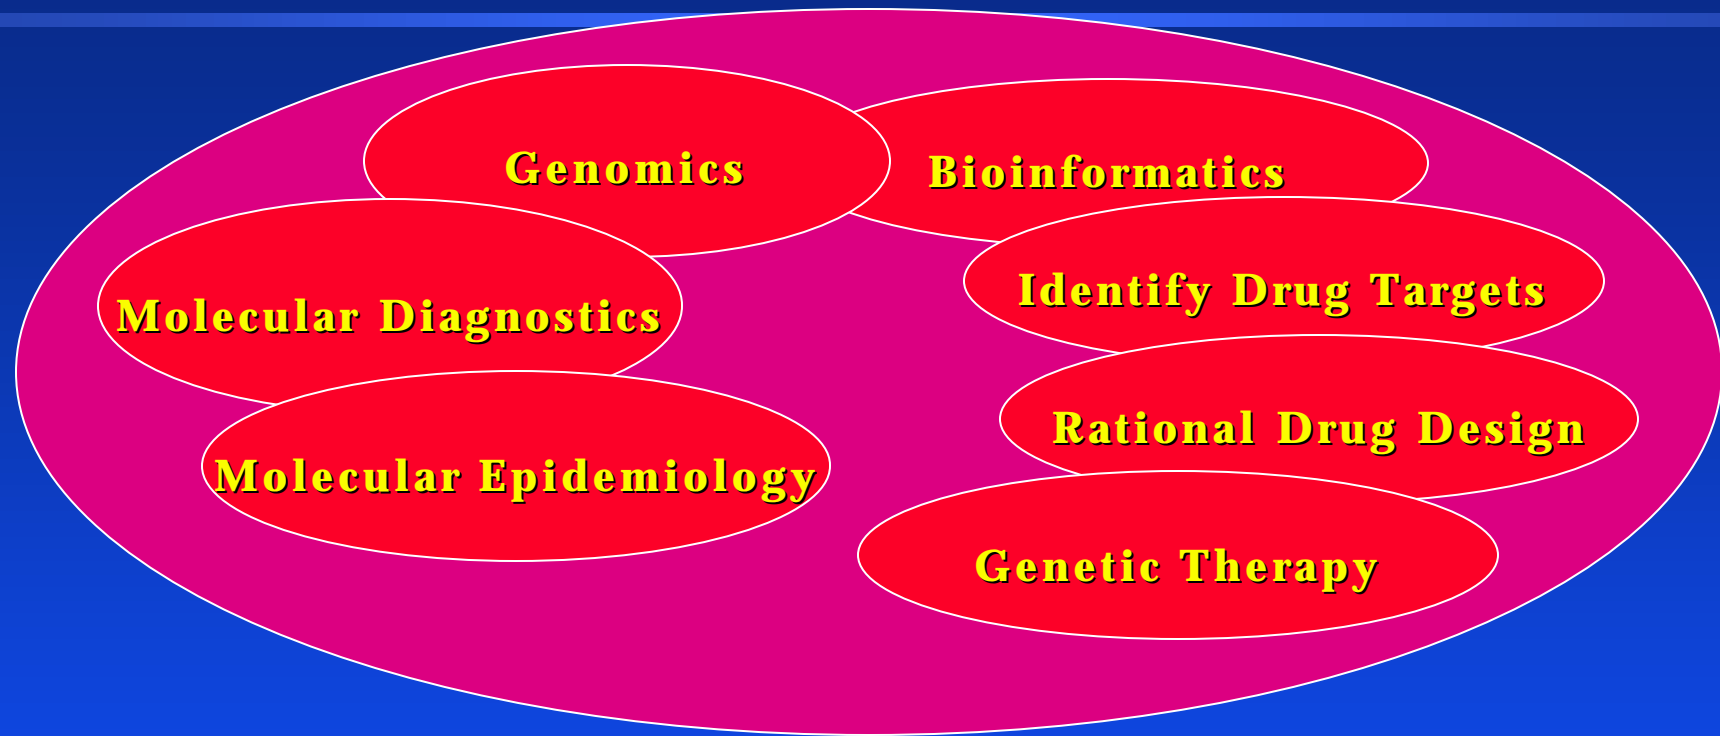 Genomics
Bioinformatics
Molecular Diagnostics
Identify Drug Targets
Rational Drug Design
Molecular Epidemiology
Genetic Therapy